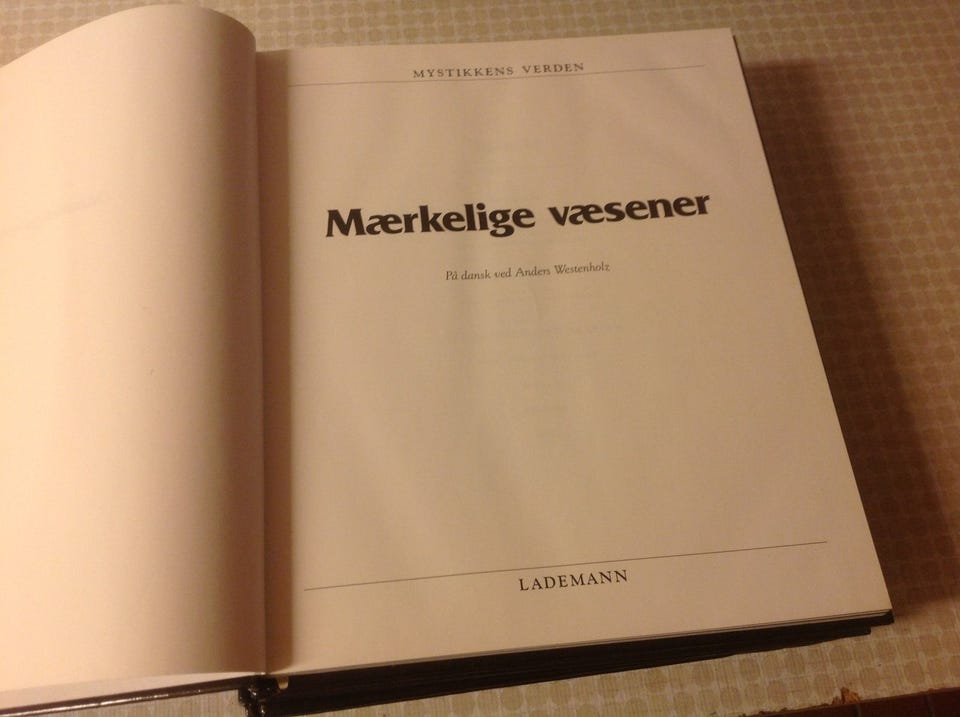 MYSTIKKENS VERDEN
Mærkelige væsener
På dansk ved Anders Westenholz
LADEMANN